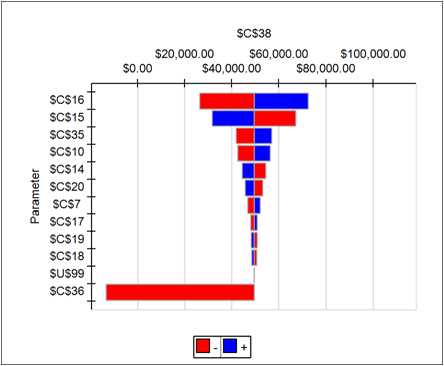 $C$38
$20,000.00 $60,000.00 $100,000.00
$0.00 $40,000.00 $80,000.00
Parameter
$C$16
$C$15
$C$35
$C$10
$C$14
$C$20
$C$7
$C$17
$C$19
$C$18
$U$99
$C$36
- +